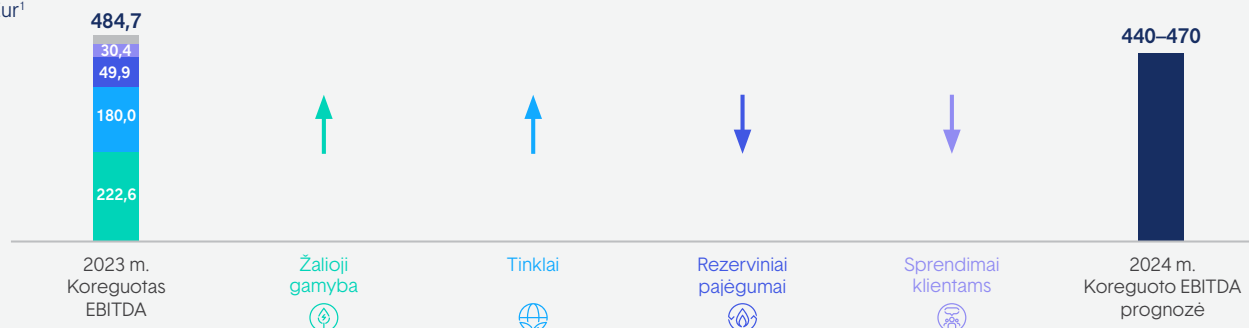 ur¹
484,7
30,4
49,9
180,0
222,6
440–470
2023 m.
Koreguotas
EBITDA
Žalioji
gamyba
Tinklai
Rezerviniai
pajėgumai
Sprendimai
klientams
2024 m.
Koreguoto EBITDA
prognozė